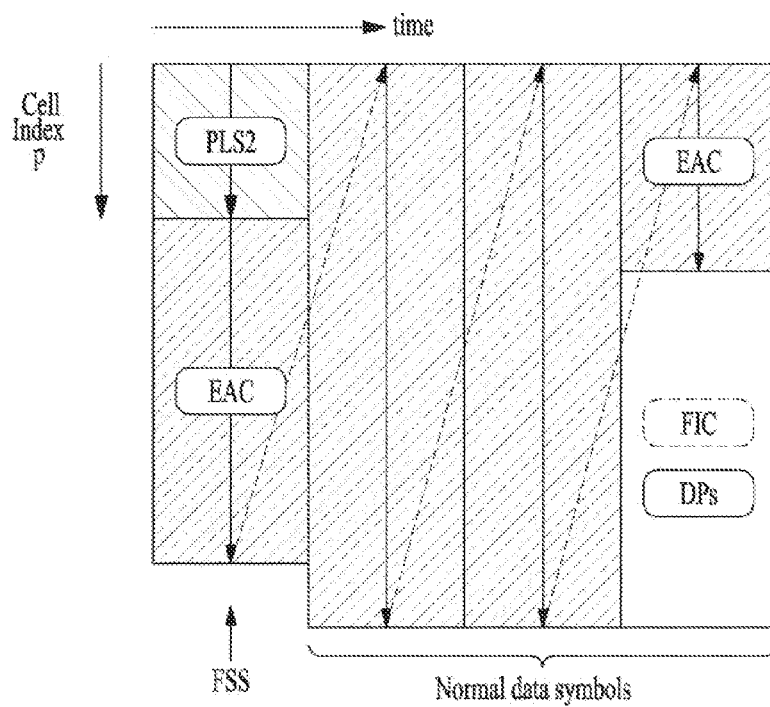 time
Cell
Index
p
PLS2
EAC
EAC
FIC
DPs
FSS
Normal data symbols